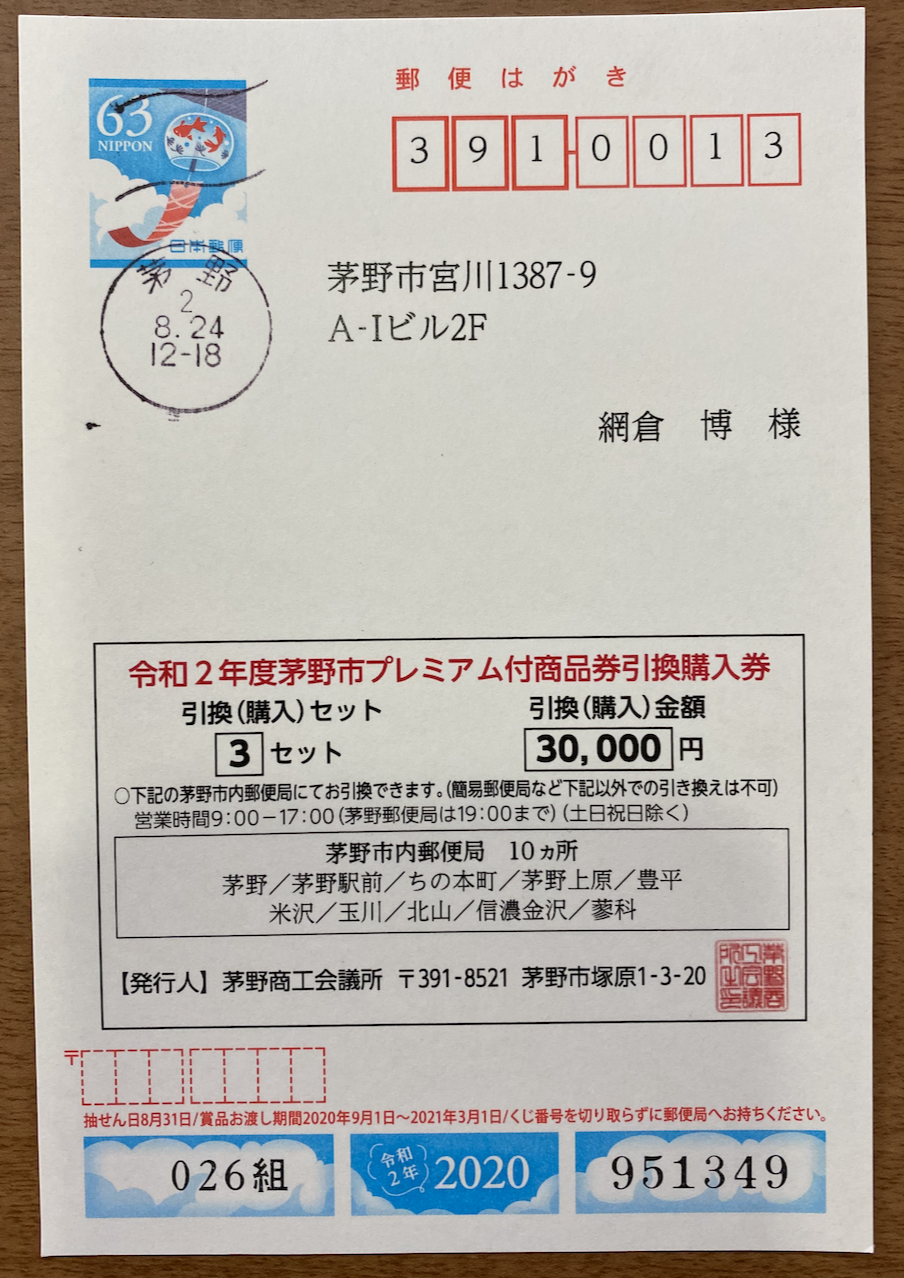 郵便はがき
63
NIPPON
日本郵便
391-0013
茅野
2
8.24
12-18
茅野市宮川1387-9
A-Iビル2F
網倉 博 様
令和2年度茅野市プレミアム付商品券引換購入券
引換(購入)セット 引換(購入)金額
3セット 30,000円
○下記の茅野市内郵便局にてお引換できます。(簡易郵便局など下記以外での引き換えは不可)
営業時間9:00-17:00(茅野郵便局は19:00まで)(土日祝日除く)
茅野市内郵便局 10ヵ所
茅野/茅野駅前/ちの本町/茅野上原/豊平
米沢/玉川/北山/信濃金沢/蓼科
【発行人】茅野商工会議所 〒391-8521 茅野市塚原1-3-20
〒
抽せん日8月31日/賞品お渡し期間2020年9月1日〜2021年3月1日/くじ番号を切り取らずに郵便局へお持ちください。
026組 令和2年 2020 951349